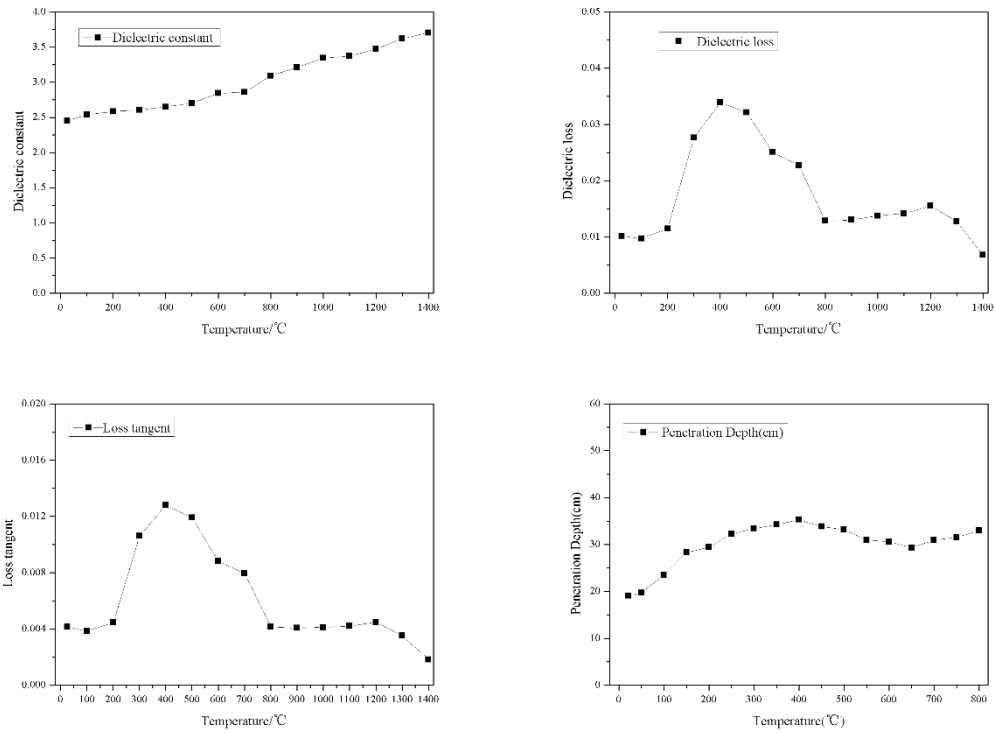 4.0
3.5
3.0
2.5
2.0
1.5
1.0
0.5
0.0
Dielectric constant
Dielectric constant
0 200 400 600 800 1000 1200 1400
Temperature/℃
0.05
0.04
0.03
0.02
0.01
0.00
Dielectric loss
Dielectric loss
0 200 400 600 800 1000 1200 1400
Temperature/℃
0.020
0.016
0.012
0.008
0.004
0.000
Loss tangent
Loss tangent
0 100 200 300 400 500 600 700 800 900 1000 1100 1200 1300 1400
Temperature/℃
60
50
40
30
20
10
0
Penetration Depth(cm)
Penetration Depth(cm)
0 100 200 300 400 500 600 700 800
Temperature(℃)